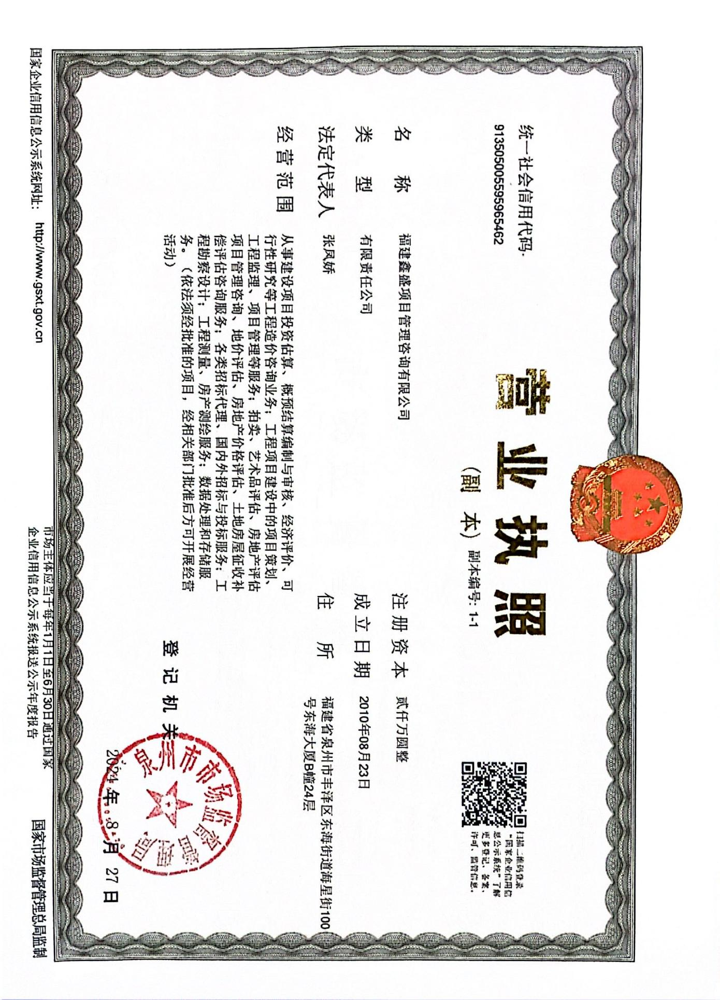 统一社会信用代码
913505005595965462
营业执照
（副 本）
副本编号：1-1
扫描二维码登录
“国家企业信用信
息公示系统”了解
更多登记、备案、
许可、监管信息。
名 称 福建鑫盛项目管理咨询有限公司
类 型 有限责任公司
法定代表人 张凤娇
经营范围 从事建设项目投资估算、概预结算编制与审核、经济评价、可
行性研究等工程造价咨询业务；工程项目建设中的项目策划、
工程监理、项目管理等服务；拍卖、艺术品评估、房地产评估
项目管理咨询、地价评估、房地产价格评估、土地房屋征收补
偿评估咨询服务；各类招标代理、国内外招标与投标服务；工
程勘察设计；工程测量、房产测绘服务；数据处理和存储服
务。（依法须经批准的项目，经相关部门批准后方可开展经营
活动）
注册资本 贰仟万圆整
成立日期 2010年08月23日
住 所 福建省泉州市丰泽区东海街道海星街100
号东海大厦B幢24层
登记机关
泉州市市场监督管理局
2024 年 8 月 27 日
国家企业信用信息公示系统网址： http://www.gsxt.gov.cn
市场主体应当于每年1月1日至6月30日通过国家
企业信用信息公示系统报送公示年度报告
国家市场监督管理总局监制